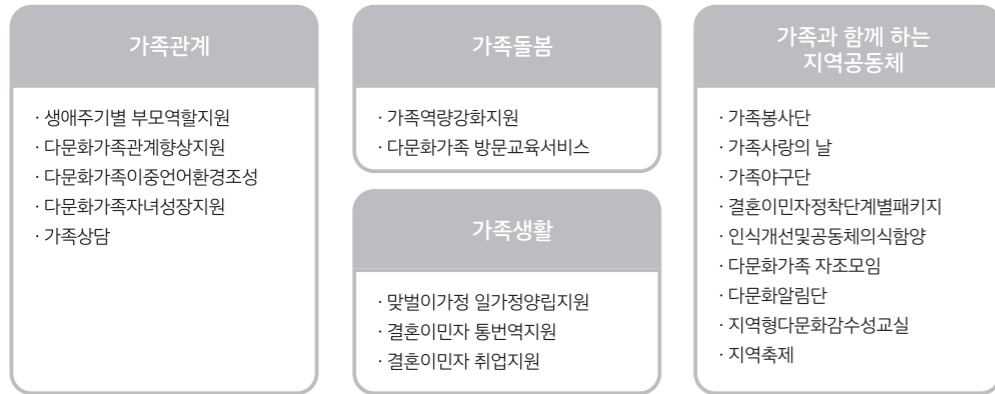 가족관계
· 생애주기별 부모역할지원
· 다문화가족관계향상지원
· 다문화가족이중언어환경조성
· 다문화가족자녀성장지원
· 가족상담
가족돌봄
· 가족역량강화지원
· 다문화가족 방문교육서비스
가족생활
· 맞벌이가정 일가정양립지원
· 결혼이민자 통번역지원
· 결혼이민자 취업지원
가족과 함께 하는
지역공동체
· 가족봉사단
· 가족사랑의 날
· 가족야구단
· 결혼이민자정착단계별패키지
· 인식개선및공동체의식함양
· 다문화가족 자조모임
· 다문화알림단
· 지역형다문화감수성교실
· 지역축제